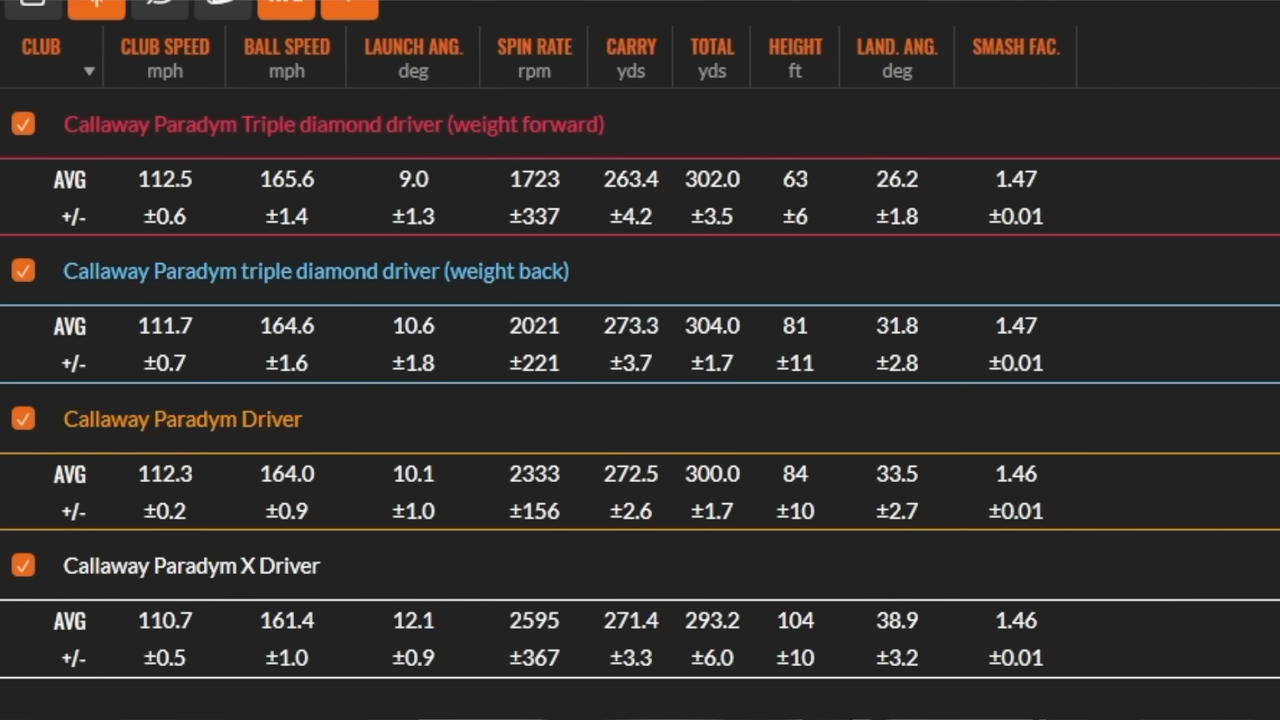 CLUB CLUB SPEED BALL SPEED LAUNCH ANG. SPIN RATE CARRY TOTAL HEIGHT LAND. ANG. SMASH FAC.
mph mph deg rpm yds yds ft deg
Callaway Paradym Triple diamond driver (weight forward)
AVG 112.5 165.6 9.0 1723 263.4 302.0 63 26.2 1.47
+/- ±0.6 ±1.4 ±1.3 ±337 ±4.2 ±3.5 ±6 ±1.8 ±0.01
Callaway Paradym triple diamond driver (weight back)
AVG 111.7 164.6 10.6 2021 273.3 304.0 81 31.8 1.47
+/- ±0.7 ±1.6 ±1.8 ±221 ±3.7 ±1.7 ±11 ±2.8 ±0.01
Callaway Paradym Driver
AVG 112.3 164.0 10.1 2333 272.5 300.0 84 33.5 1.46
+/- ±0.2 ±0.9 ±1.0 ±156 ±2.6 ±1.7 ±10 ±2.7 ±0.01
Callaway Paradym X Driver
AVG 110.7 161.4 12.1 2595 271.4 293.2 104 38.9 1.46
+/- ±0.5 ±1.0 ±0.9 ±367 ±3.3 ±6.0 ±10 ±3.2 ±0.01